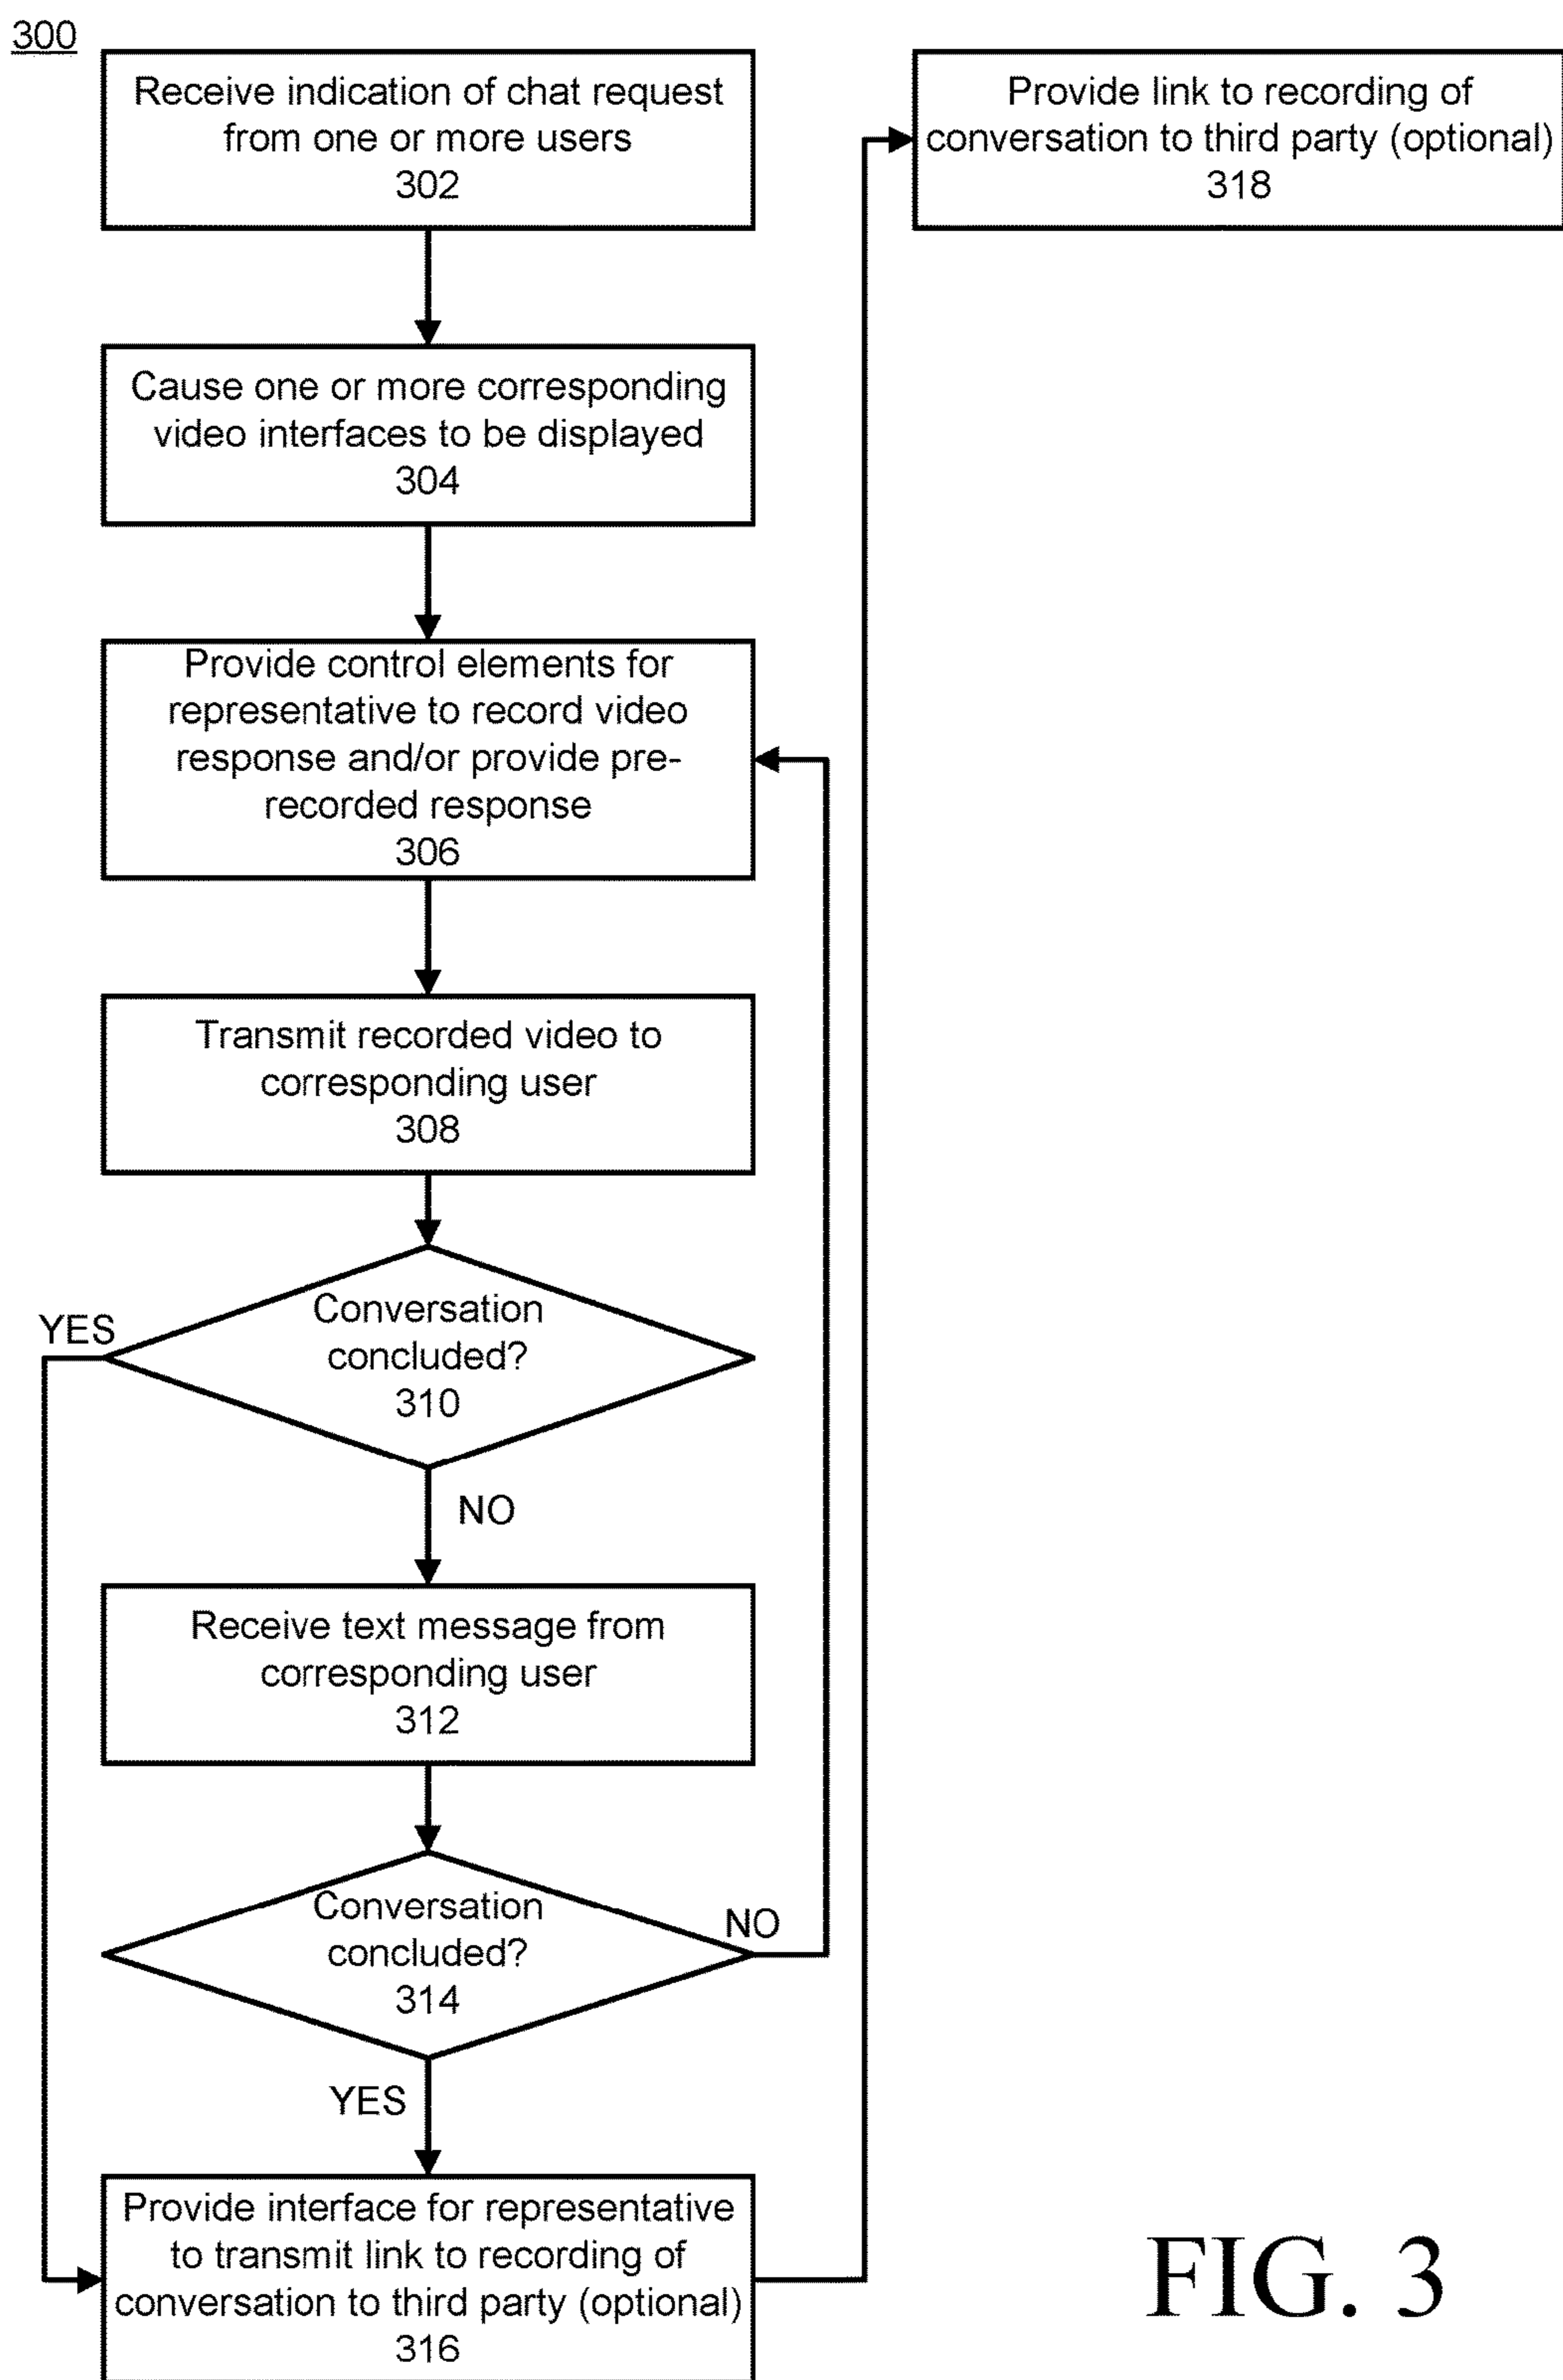 300
Receive indication of chat request
from one or more users
302
Cause one or more corresponding
video interfaces to be displayed
304
Provide control elements for
representative to record video
response and/or provide pre-
recorded response
306
Transmit recorded video to
corresponding user
308
Conversation
concluded?
310
YES
NO
Receive text message from
corresponding user
312
Conversation
concluded?
314
NO
YES
Provide interface for representative
to transmit link to recording of
conversation to third party (optional)
316
Provide link to recording of
conversation to third party (optional)
318
FIG. 3